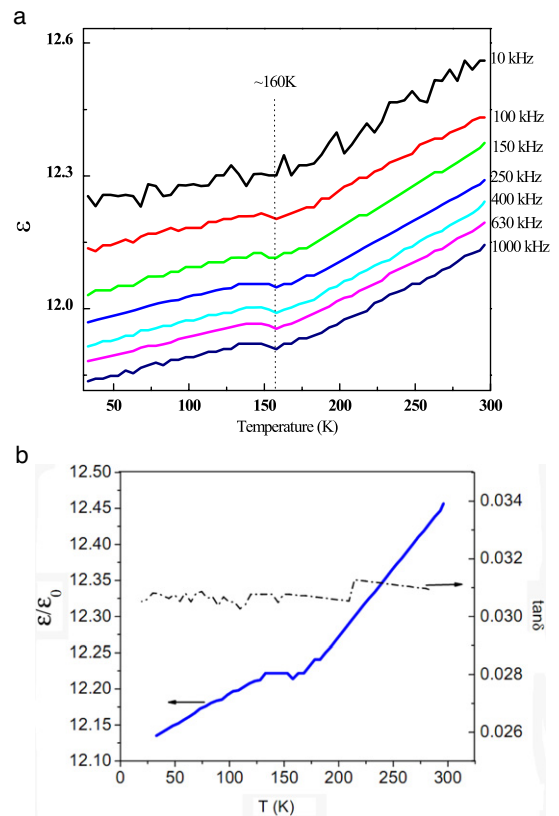 a
12.6
12.3
12.0
ε
~160K
10 kHz
100 kHz
150 kHz
250 kHz
400 kHz
630 kHz
1000 kHz
50 100 150 200 250 300
Temperature (K)
b
12.50
12.45
12.40
12.35
12.30
12.25
12.20
12.15
12.10
ε/ε0
0.034
0.032
0.030
0.028
0.026
tanδ
0 50 100 150 200 250 300
T (K)